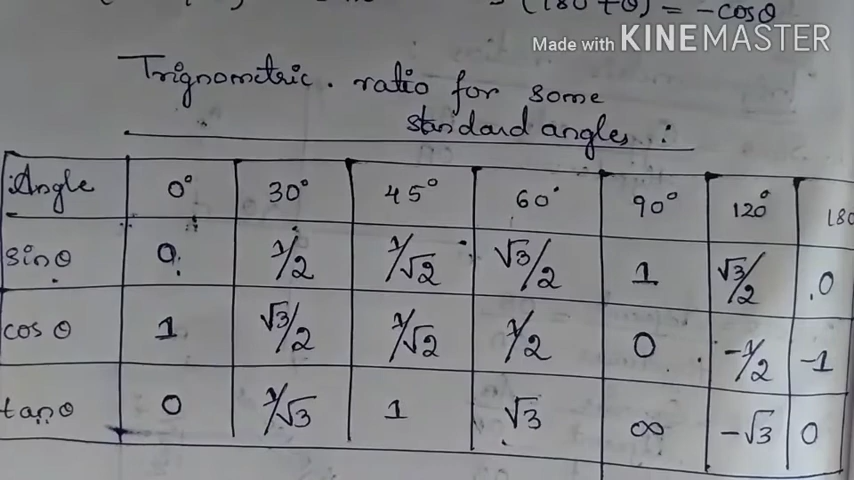 (180+θ) = -cosθ
Made with KINEMASTER
Trignometric. ratio for some
standard angles :
Angle 0° 30° 45° 60° 90° 120° 180
sinθ 0 1/2 1/√2 √3/2 1 √3/2 0
cosθ 1 √3/2 1/√2 1/2 0 -1/2 -1
tanθ 0 1/√3 1 √3 ∞ -√3 0